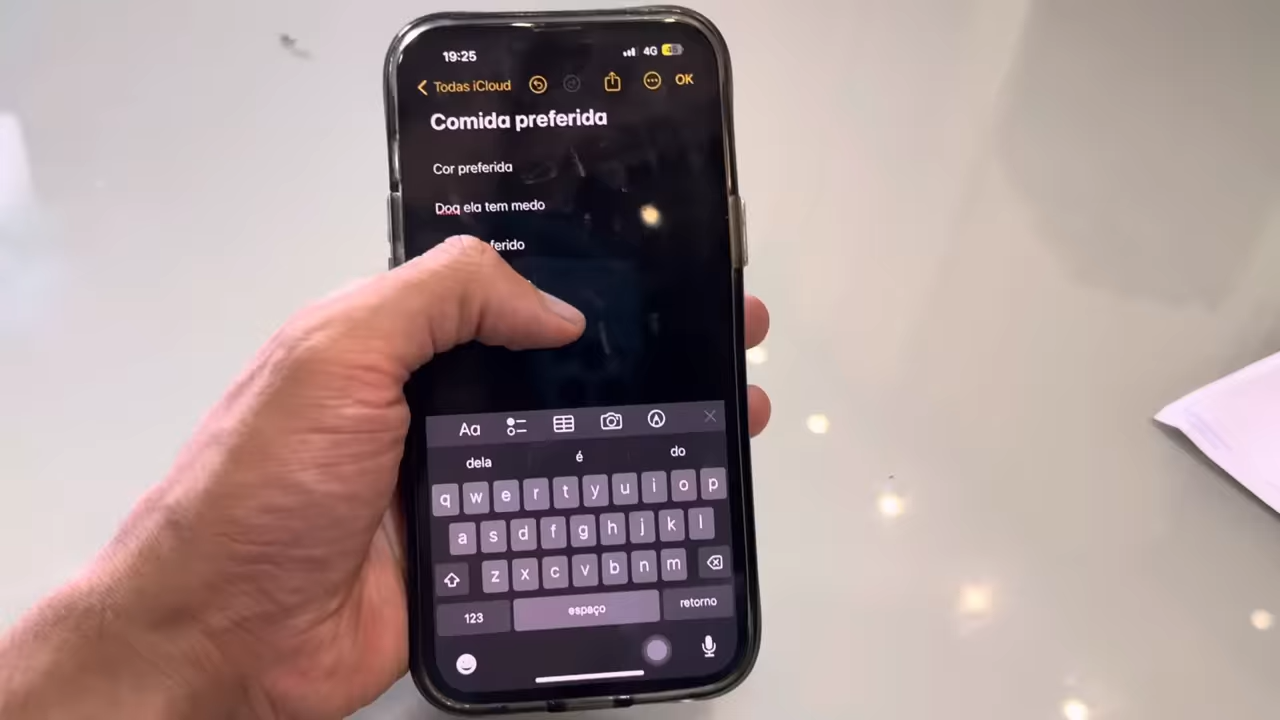 19:25
4G 45
Todas iCloud
OK
Comida preferida
Cor preferida
Doq ela tem medo
ferido
Aa
dela é do
q w e r t y u i o p
a s d f g h j k l
z x c v b n m
123 espaço retorno